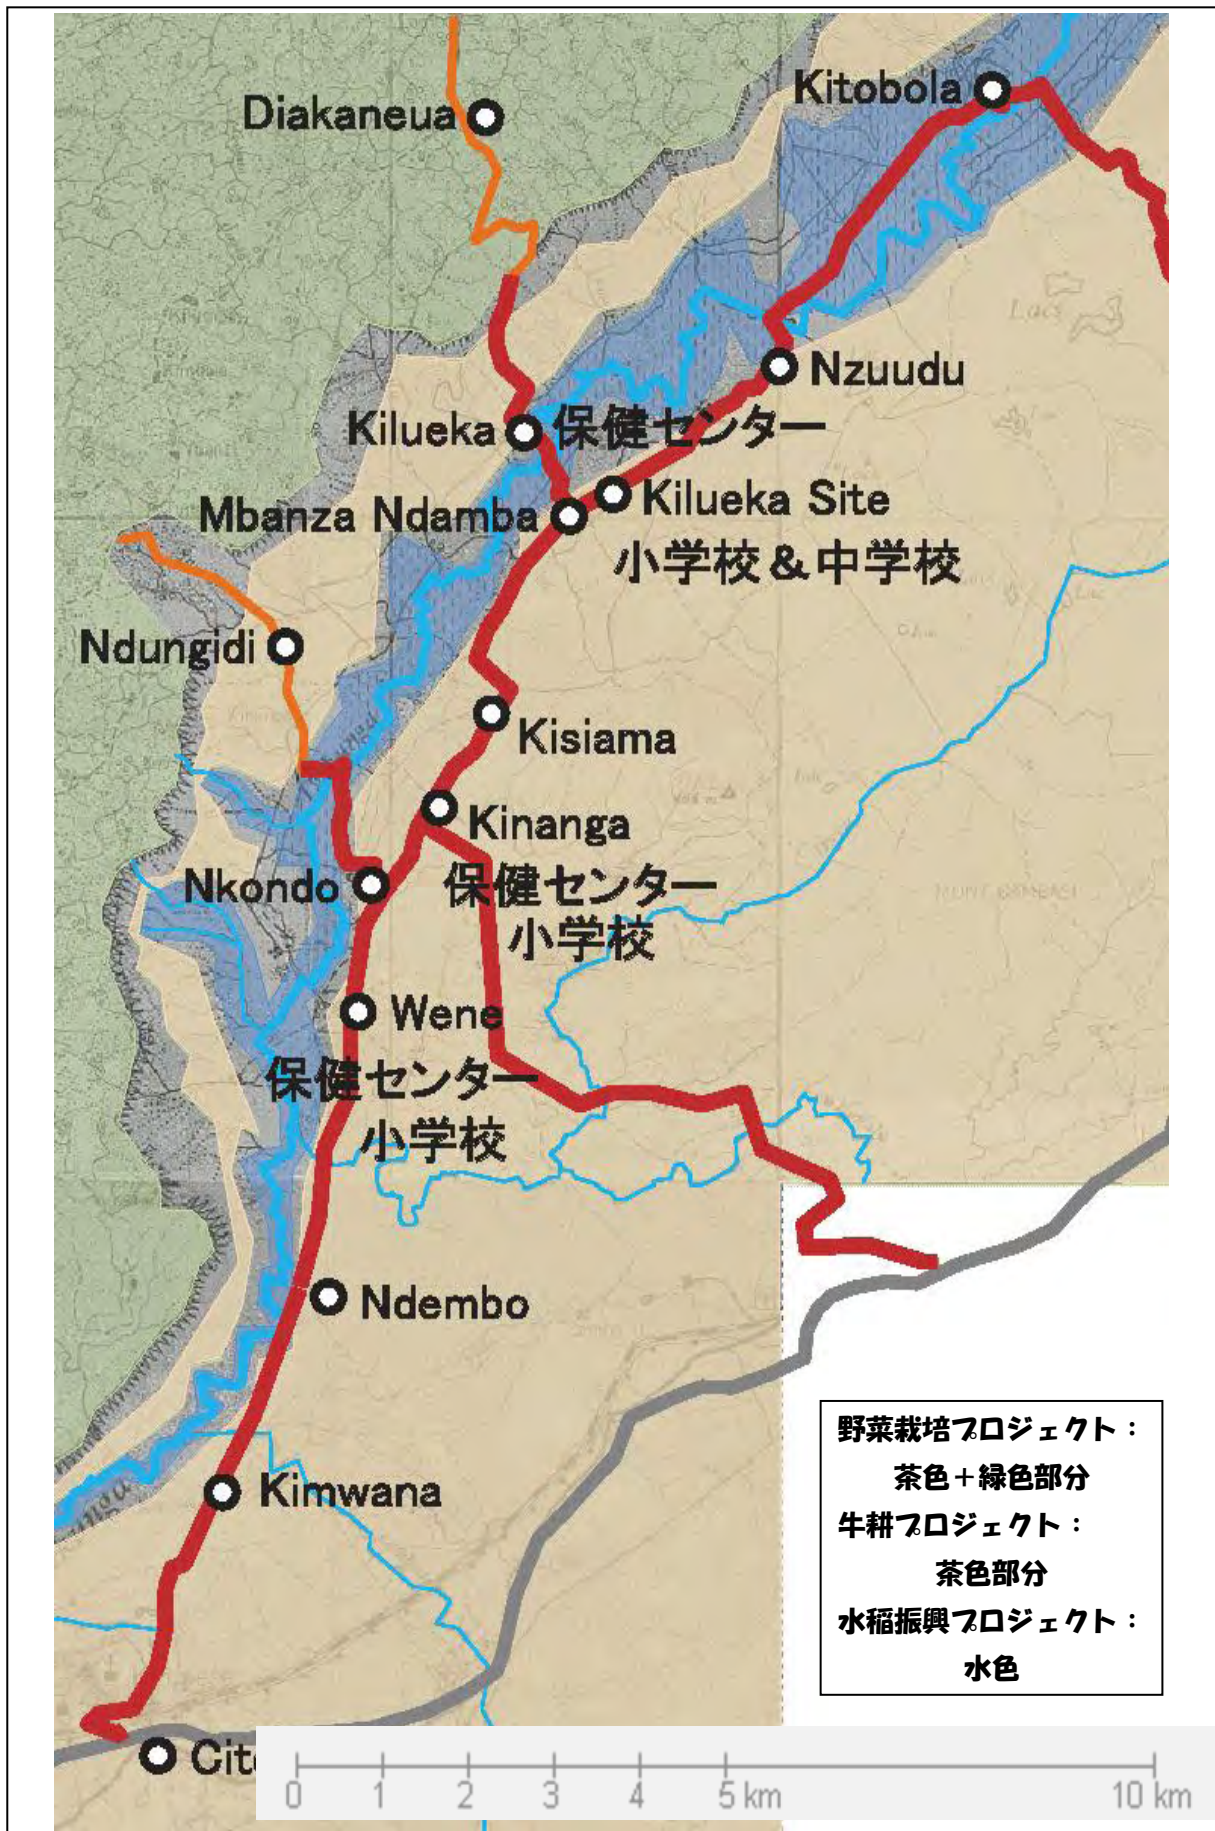 Kitobola
Diakaneua
Lacs
Nzuudu
Kilueka 保健センター
Kilueka Site
Mbanza Ndamba
小学校&中学校
Ndungidi
Kisiama
Kinanga
Nkondo 保健センター
小学校
Wene
保健センター
小学校
Ndembo
野菜栽培プロジェクト:
茶色+緑色部分
牛耕プロジェクト:
茶色部分
水稲振興プロジェクト:
水色
Kimwana
Cit
0 1 2 3 4 5 km 10 km